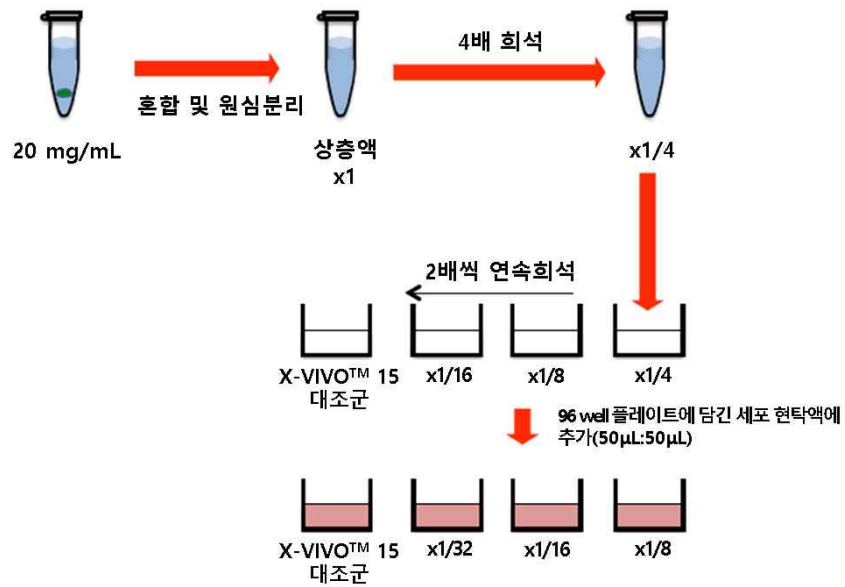 4배 희석
혼합 및 원심분리
20 mg/mL
상층액
x1
x1/4
2배씩 연속희석
X-VIVO™ 15
대조군
x1/16
x1/8
x1/4
96 well 플레이트에 담긴 세포 현탁액에
추가(50μL:50μL)
X-VIVO™ 15
대조군
x1/32
x1/16
x1/8